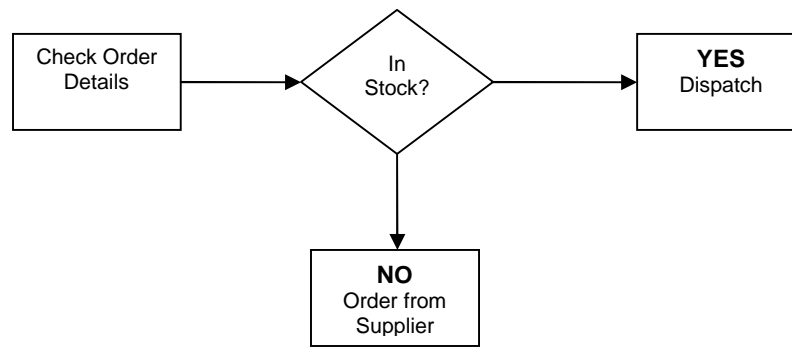 Check Order
Details
In
Stock?
YES
Dispatch
NO
Order from
Supplier